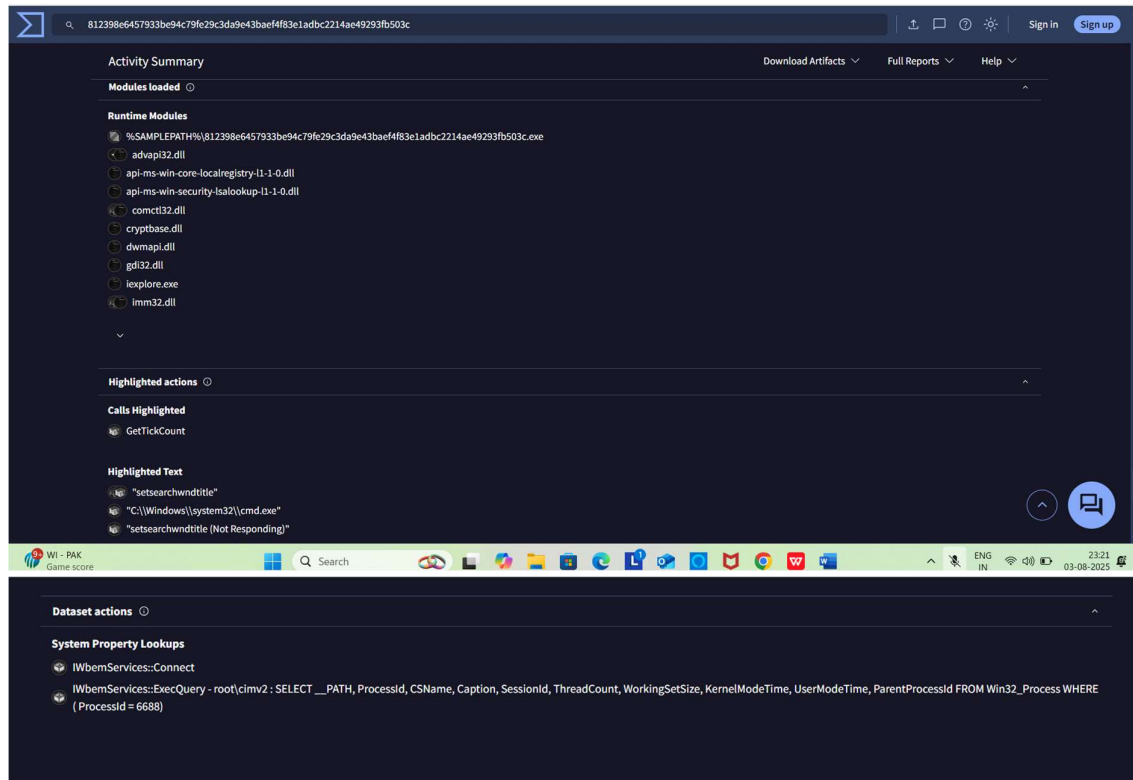 812398e6457933be94c79fe29c3da9e43baef4f83e1adbc2214ae49293fb503c
Sign in
Sign up
Activity Summary
Download Artifacts
Full Reports
Help
Modules loaded
Runtime Modules
%SAMPLEPATH%\812398e6457933be94c79fe29c3da9e43baef4f83e1adbc2214ae49293fb503c.exe
advapi32.dll
api-ms-win-core-localregistry-l1-1-0.dll
api-ms-win-security-lsalookup-l1-1-0.dll
comctl32.dll
cryptbase.dll
dwmapi.dll
gdi32.dll
iexplore.exe
imm32.dll
Highlighted actions
Calls Highlighted
GetTickCount
Highlighted Text
"setsearchwndtitle"
"C:\\Windows\\system32\\cmd.exe"
"setsearchwndtitle (Not Responding)"
9+
WI - PAK
Game score
Search
ENG
IN
23:21
03-08-2025
Dataset actions
System Property Lookups
IWbemServices::Connect
IWbemServices::ExecQuery - root\cimv2 : SELECT __PATH, ProcessId, CSName, Caption, SessionId, ThreadCount, WorkingSetSize, KernelModeTime, UserModeTime, ParentProcessId FROM Win32_Process WHERE
( ProcessId = 6688)